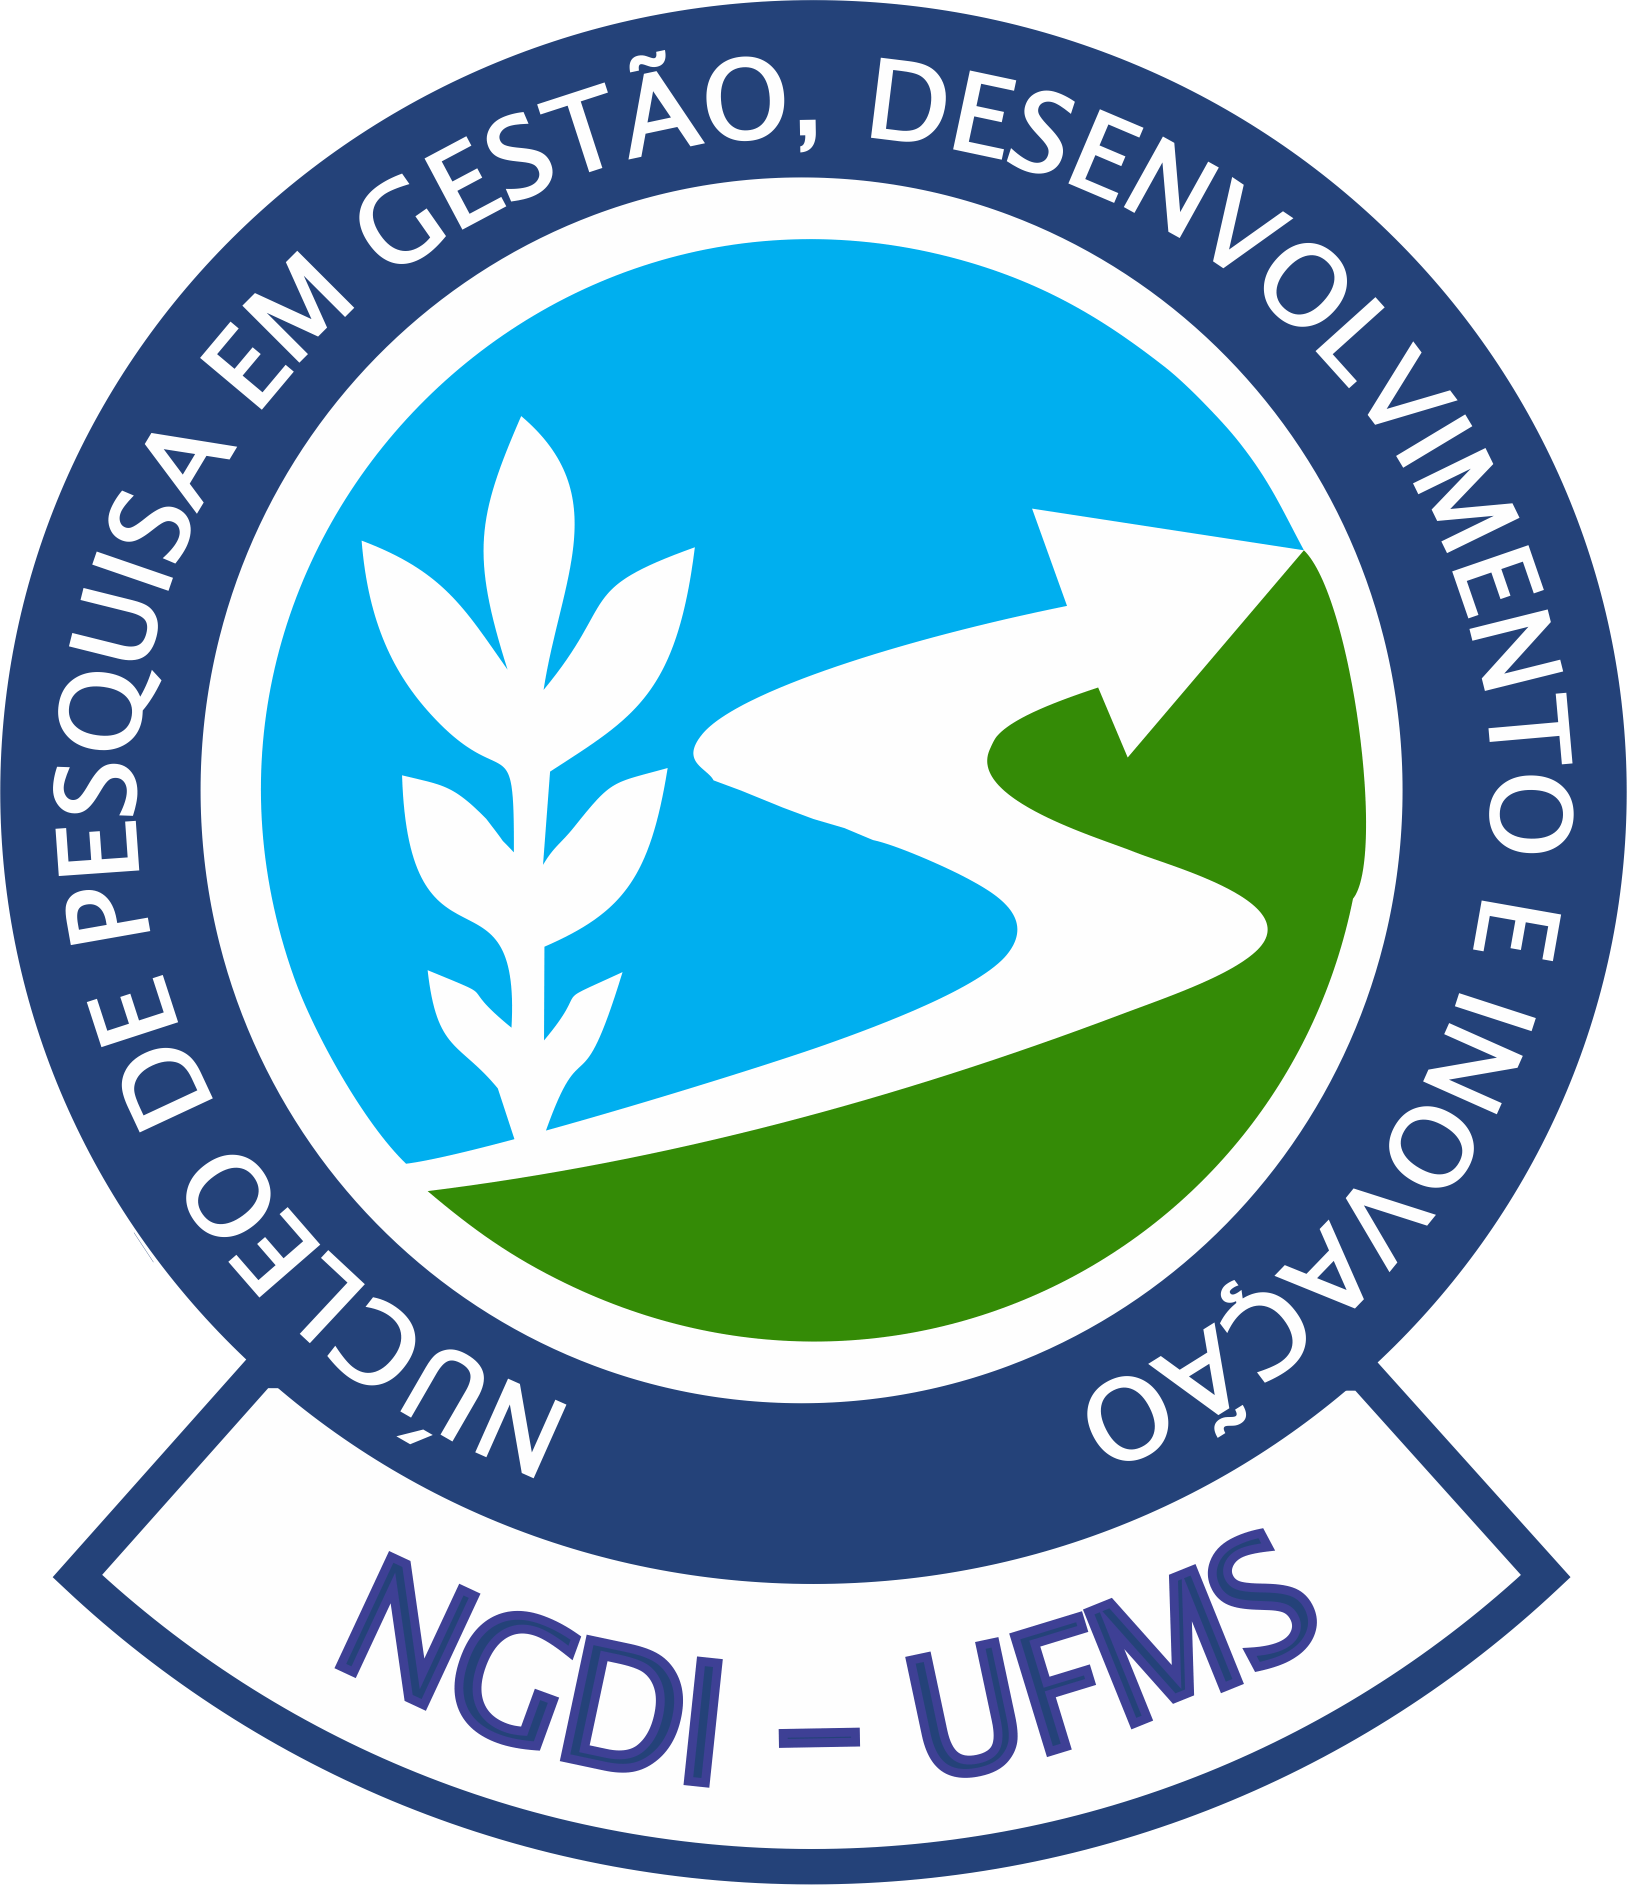 NÚCLEO DE PESQUISA EM GESTÃO, DESENVOLVIMENTO E INOVAÇÃO
NGDI – UFMS